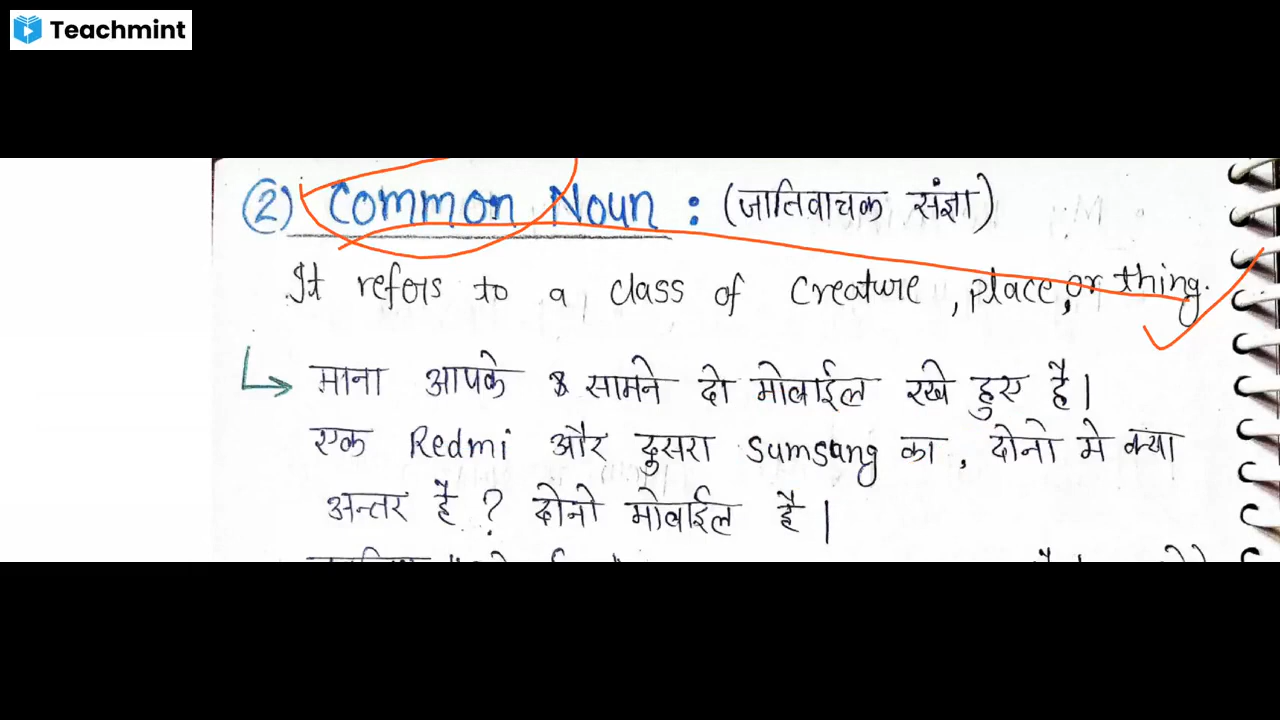 Teachmint
② Common Noun : (जातिवाचक संज्ञा)
It refers to a class of creature, place, or thing.
माना आपके सामने दो मोबाईल रखे हुए है।
एक Redmi और दुसरा Sumsang का, दोनो मे क्या
अन्तर है ? दोनो मोबाईल है।